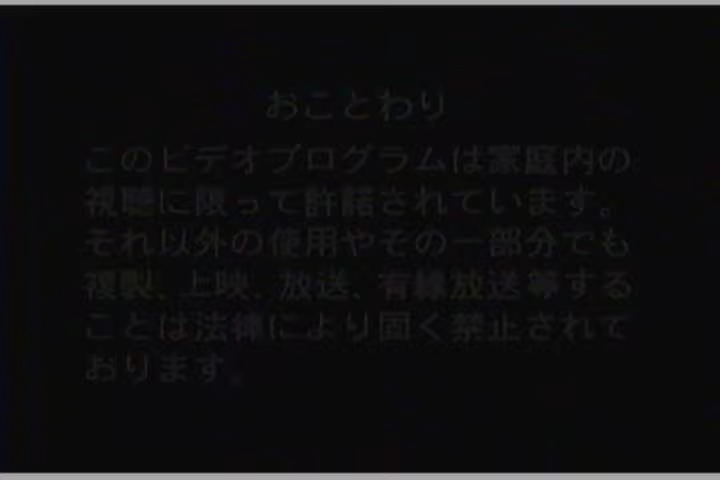 おことわり
このビデオプログラムは家庭内の
視聴に限って許諾されています。
それ以外の使用やその一部分でも
複製、上映、放送、有線放送等する
ことは法律により固く禁止されて
おります。